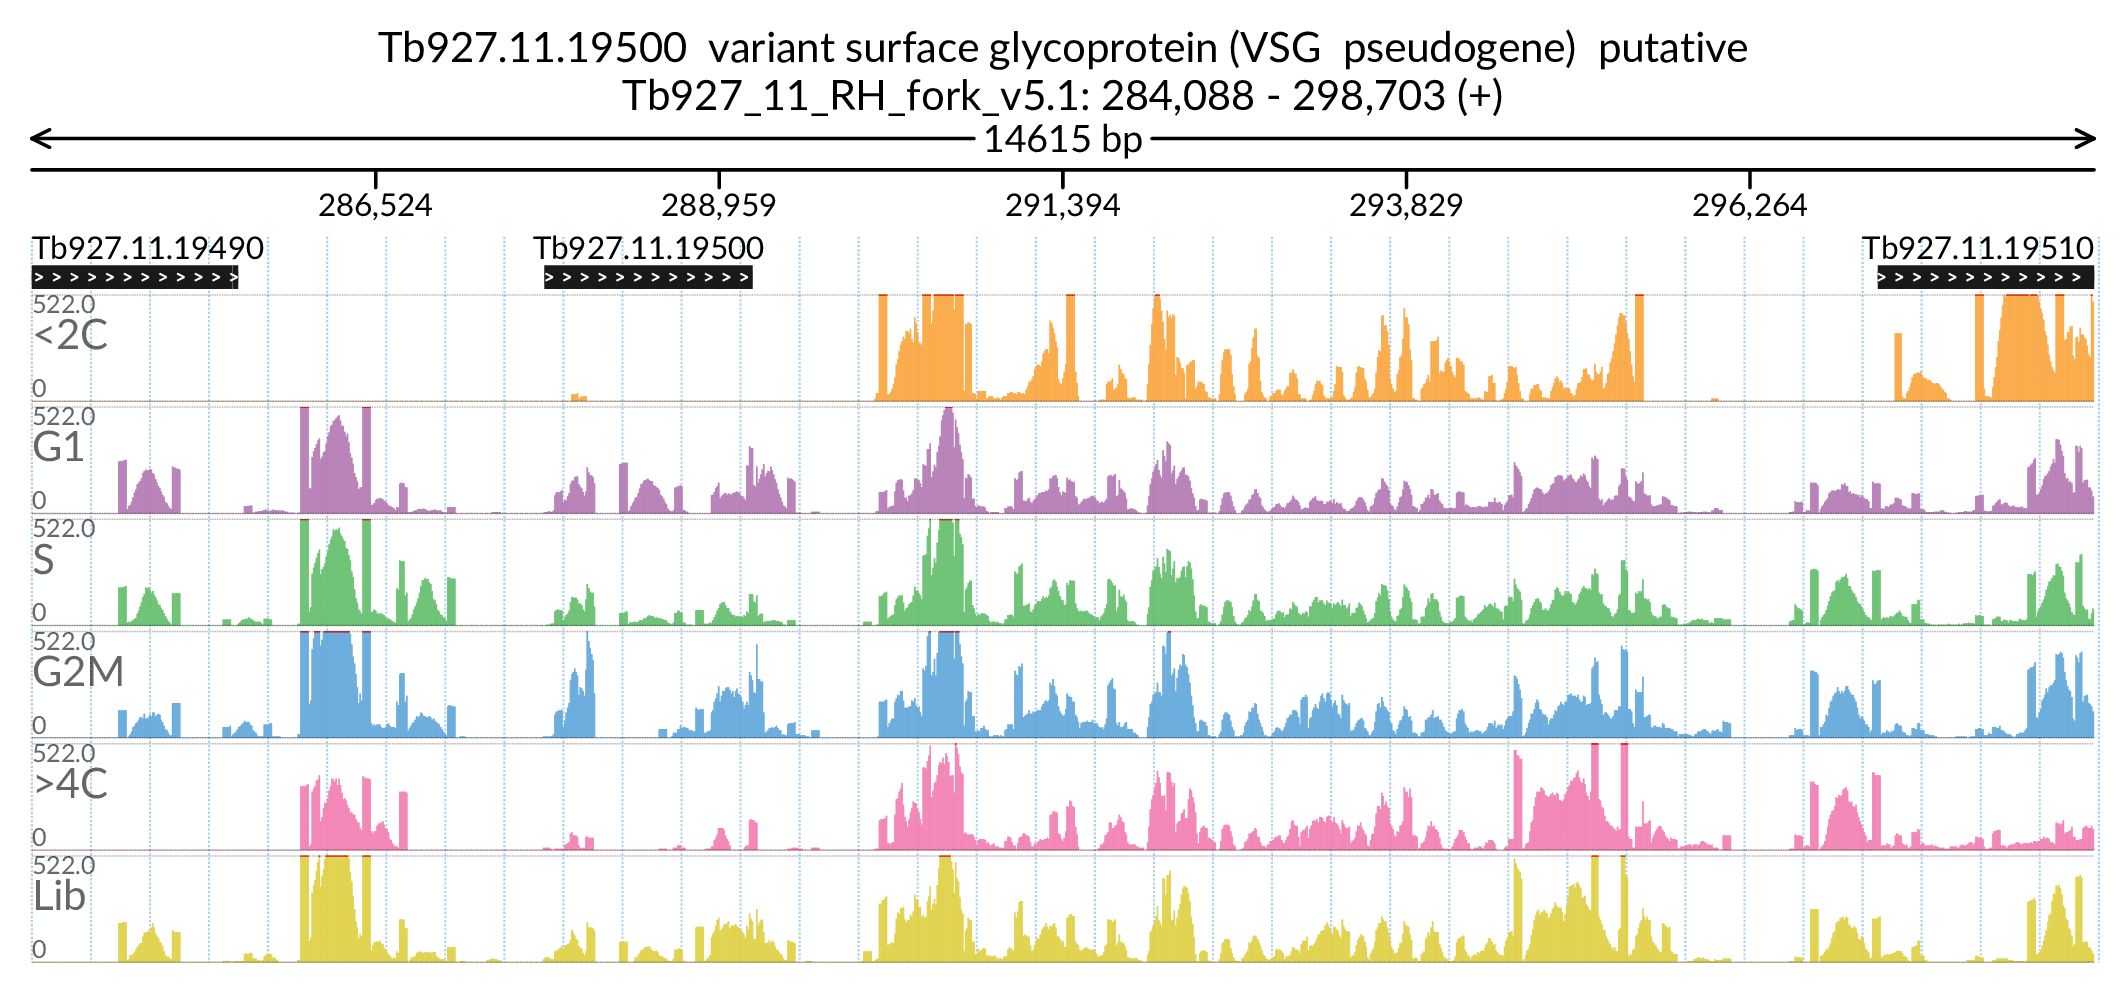 Tb927.11.19500 variant surface glycoprotein (VSG pseudogene) putative
Tb927_11_RH_fork_v5.1: 284,088 - 298,703 (+)
14615 bp
286,524 288,959 291,394 293,829 296,264
Tb927.11.19490 Tb927.11.19500 Tb927.11.19510
522.0
<2C
0
522.0
G1
0
522.0
S
0
522.0
G2M
0
522.0
>4C
0
522.0
Lib
0